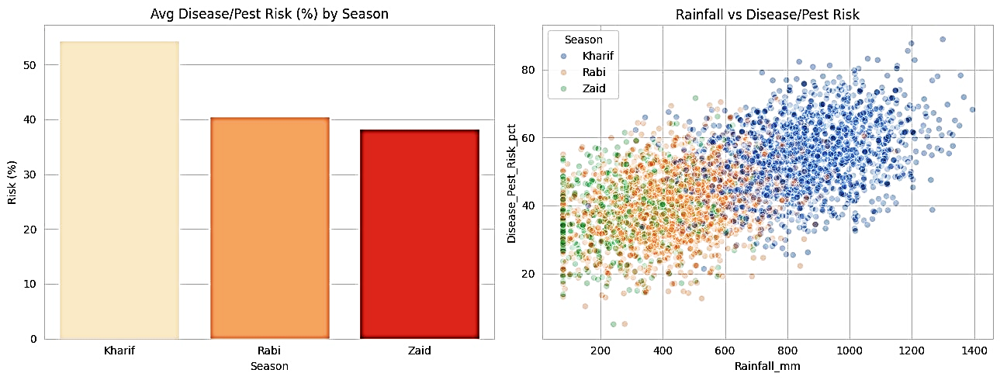 Avg Disease/Pest Risk (%) by Season
Risk (%)
50
40
30
20
10
0
Kharif
Rabi
Zaid
Season
Rainfall vs Disease/Pest Risk
Season
Kharif
Rabi
Zaid
Disease_Pest_Risk_pct
80
60
40
20
200
400
600
800
1000
1200
1400
Rainfall_mm